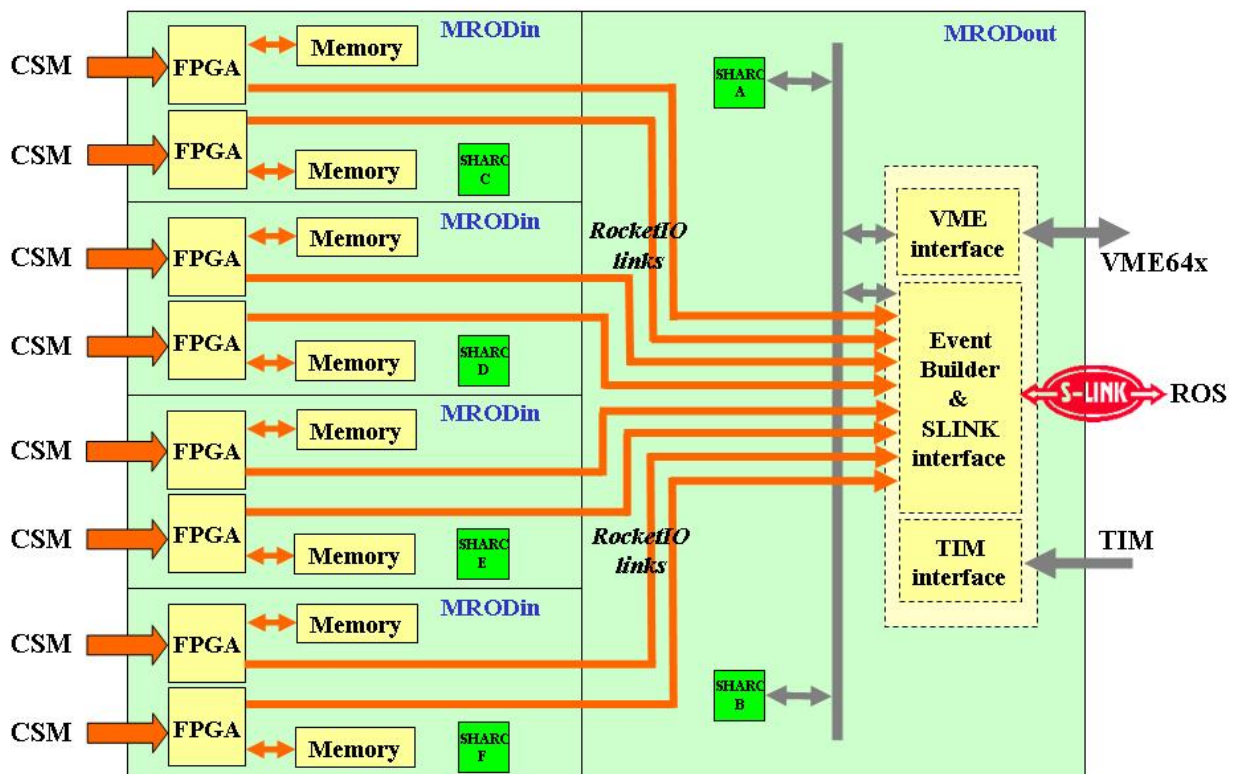 MRODin
MRODout
CSM
FPGA
Memory
SHARC
A
CSM
FPGA
Memory
SHARC
C
MRODin
CSM
FPGA
Memory
RocketIO
links
VME
interface
VME64x
CSM
FPGA
Memory
SHARC
D
Event
Builder
&
SLINK
interface
S-LINK
ROS
MRODin
CSM
FPGA
Memory
CSM
FPGA
Memory
SHARC
E
RocketIO
links
TIM
interface
TIM
MRODin
CSM
FPGA
Memory
SHARC
B
CSM
FPGA
Memory
SHARC
F